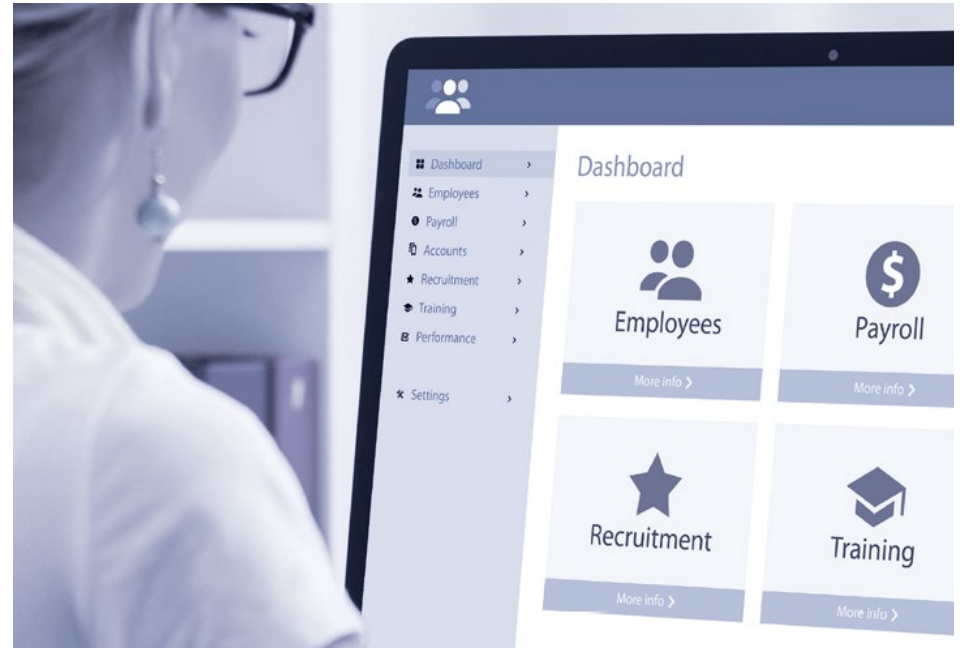 Dashboard
Employees
Payroll
Accounts
Recruitment
Training
Performance
Settings
Dashboard
Employees
More info
Payroll
More info
Recruitment
More info
Training
More info